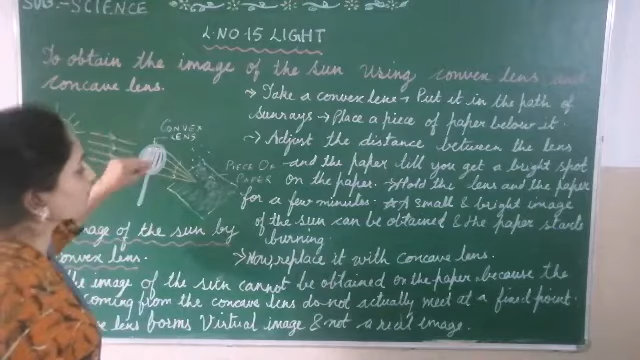 SUB:- SCIENCE
L.NO.15 LIGHT
To obtain the image of the sun using convex lens and
concave lens.
→ Take a convex lens → Put it in the path of
sunrays → Place a piece of paper below it.
→ Adjust the distance between the lens
and the paper till you get a bright spot
on the paper. → Hold the lens and the paper
for a few minutes. ☆ A small & bright image
of the sun can be obtained & the paper starts
burning.
CONVEX
LENS
PIECE OF
PAPER
image of the sun by
convex lens.
→ Now, replace it with concave lens.
The image of the sun cannot be obtained on the paper, because the
coming from the concave lens do not actually meet at a fixed point.
lens forms Virtual image & not a real image.